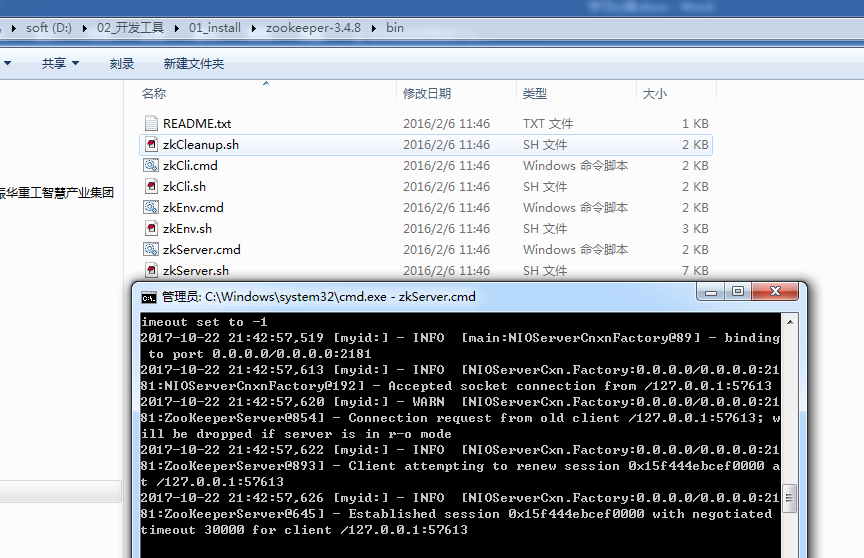 soft (D:) 02_开发工具 01_install zookeeper-3.4.8 bin
共享 刻录 新建文件夹
名称 修改日期 类型 大小
README.txt 2016/2/6 11:46 TXT 文件 1 KB
zkCleanup.sh 2016/2/6 11:46 SH 文件 2 KB
zkCli.cmd 2016/2/6 11:46 Windows 命令脚本 2 KB
zkCli.sh 2016/2/6 11:46 SH 文件 2 KB
振华重工智慧产业集团
zkEnv.cmd 2016/2/6 11:46 Windows 命令脚本 2 KB
zkEnv.sh 2016/2/6 11:46 SH 文件 3 KB
zkServer.cmd 2016/2/6 11:46 Windows 命令脚本 2 KB
zkServer.sh 2016/2/6 11:46 SH 文件 7 KB
管理员: C:\Windows\system32\cmd.exe - zkServer.cmd
imeout set to -1
2017-10-22 21:42:57,519 [myid:] - INFO  [main:NIOServerCnxnFactory@89] - binding
 to port 0.0.0.0/0.0.0.0:2181
2017-10-22 21:42:57,613 [myid:] - INFO  [NIOServerCxn.Factory:0.0.0.0/0.0.0.0:21
81:NIOServerCnxnFactory@192] - Accepted socket connection from /127.0.0.1:57613
2017-10-22 21:42:57,620 [myid:] - WARN  [NIOServerCxn.Factory:0.0.0.0/0.0.0.0:21
81:ZooKeeperServer@854] - Connection request from old client /127.0.0.1:57613; w
ill be dropped if server is in r-o mode
2017-10-22 21:42:57,622 [myid:] - INFO  [NIOServerCxn.Factory:0.0.0.0/0.0.0.0:21
81:ZooKeeperServer@893] - Client attempting to renew session 0x15f444ebcef0000 a
t /127.0.0.1:57613
2017-10-22 21:42:57,626 [myid:] - INFO  [NIOServerCxn.Factory:0.0.0.0/0.0.0.0:21
81:ZooKeeperServer@645] - Established session 0x15f444ebcef0000 with negotiated
timeout 30000 for client /127.0.0.1:57613